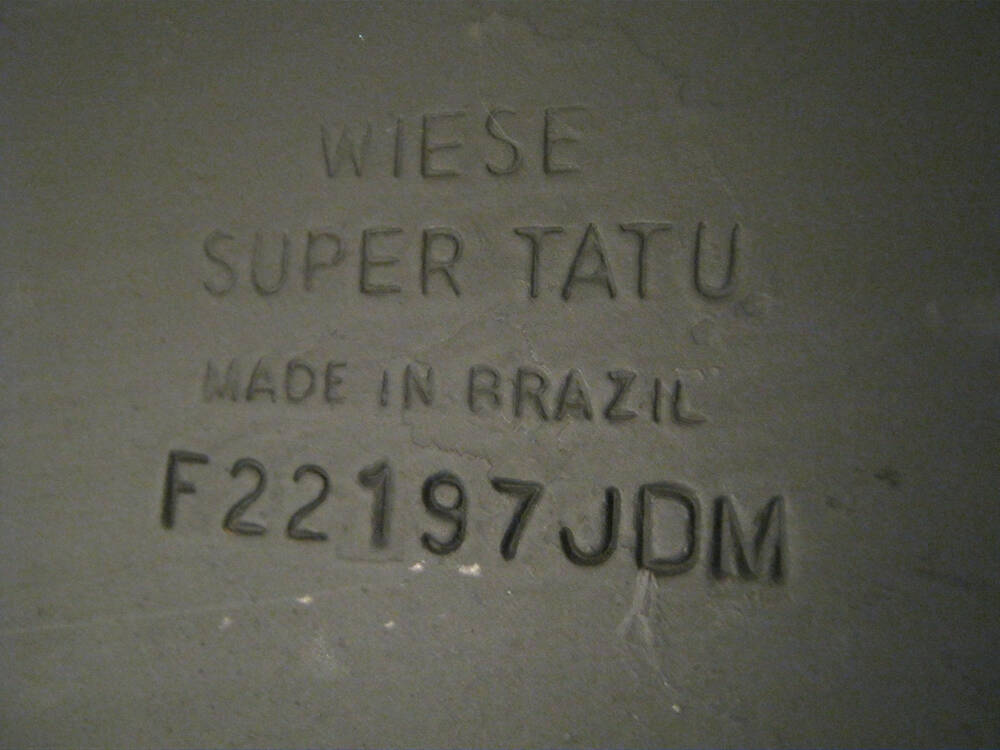 WIESE
SUPER TATU
MADE IN BRAZIL
F22197JDM